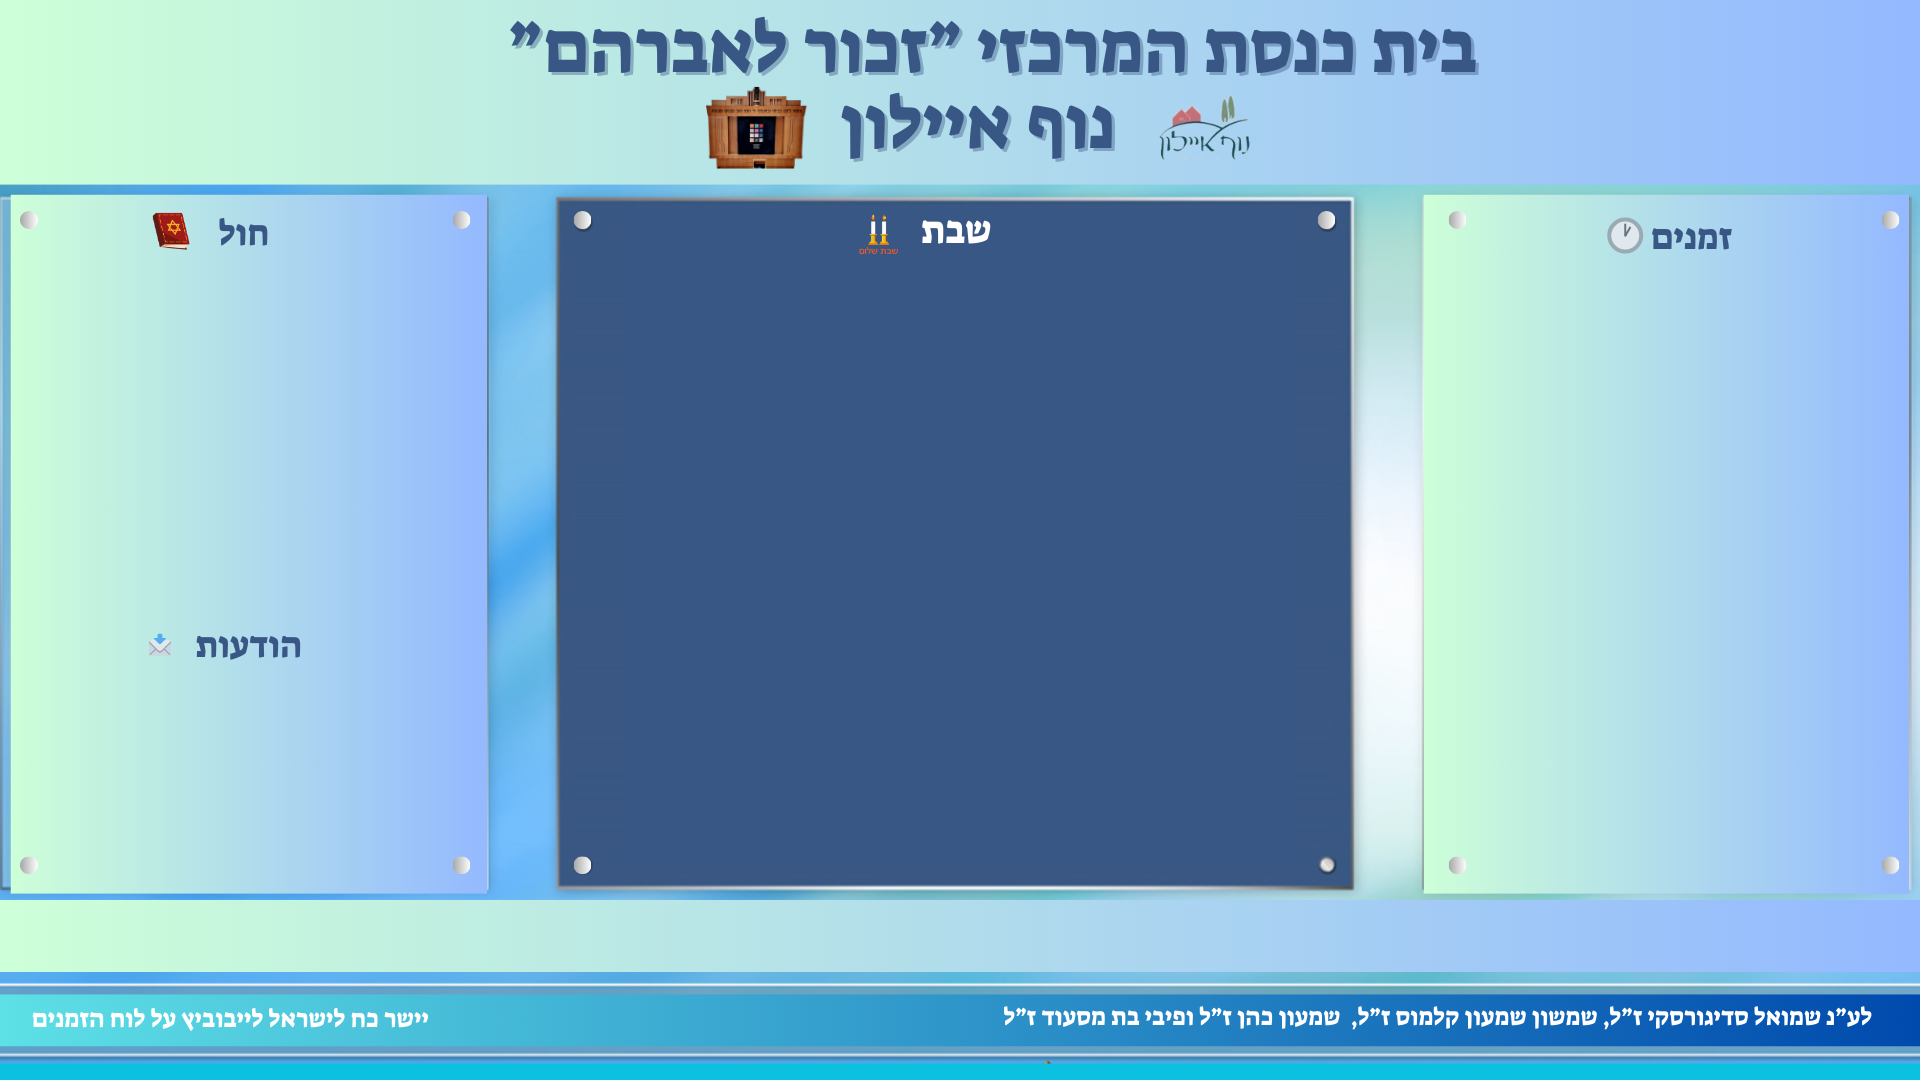 בית כנסת המרכזי "זכור לאברהם"
נוף איילון
נוף איילון
זמנים
שבת
שבת שלום
חול
הודעות
לע"נ שמואל סדיגורסקי ז"ל, שמשון שמעון קלמוס ז"ל, שמעון כהן ז"ל ופיבי בת מסעוד ז"ל
יישר כח לישראל לייבוביץ על לוח הזמנים